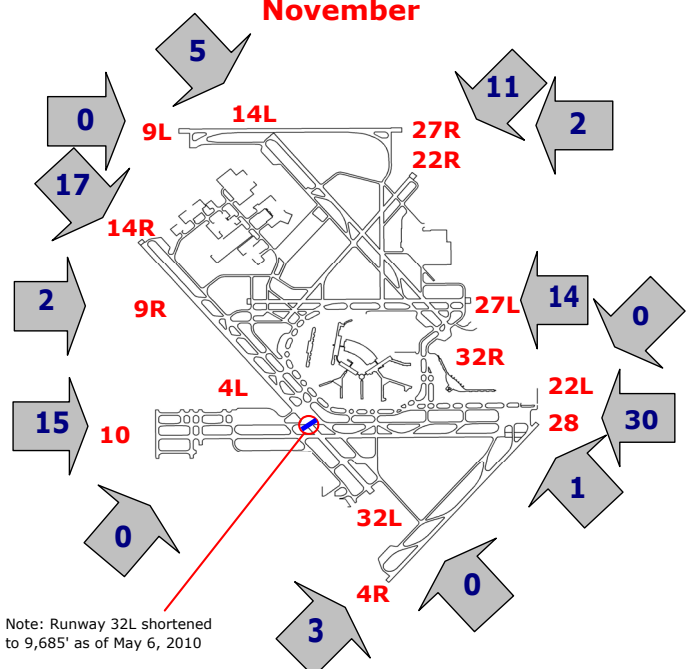 November
5
11
0
14L
9L
27R
2
22R
17
14R
2
9R
27L
14
0
32R
4L
22L
15
10
28
30
1
32L
0
4R
0
3
Note: Runway 32L shortened
to 9,685' as of May 6, 2010